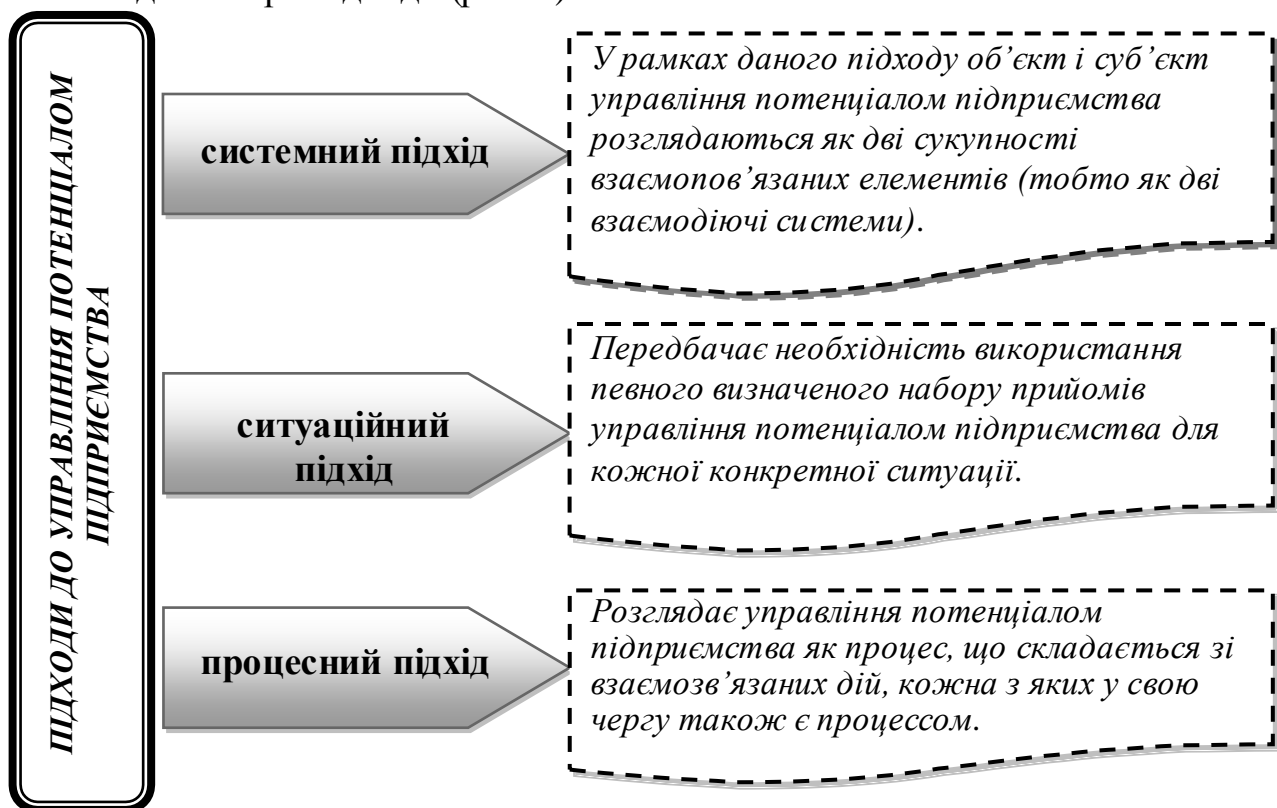 ПІДХОДИ ДО УПРАВЛІННЯ ПОТЕНЦІАЛОМ
ПІДПРИЄМСТВА
системний підхід
У рамках даного підходу об’єкт і суб’єкт
управління потенціалом підприємства
розглядаються як дві сукупності
взаємопов’язаних елементів (тобто як дві
взаємодіючі системи).
ситуаційний
підхід
Передбачає необхідність використання
певного визначеного набору прийомів
управління потенціалом підприємства для
кожної конкретної ситуації.
процесний підхід
Розглядає управління потенціалом
підприємства як процес, що складається зі
взаємозв’язаних дій, кожна з яких у свою
чергу також є процессом.